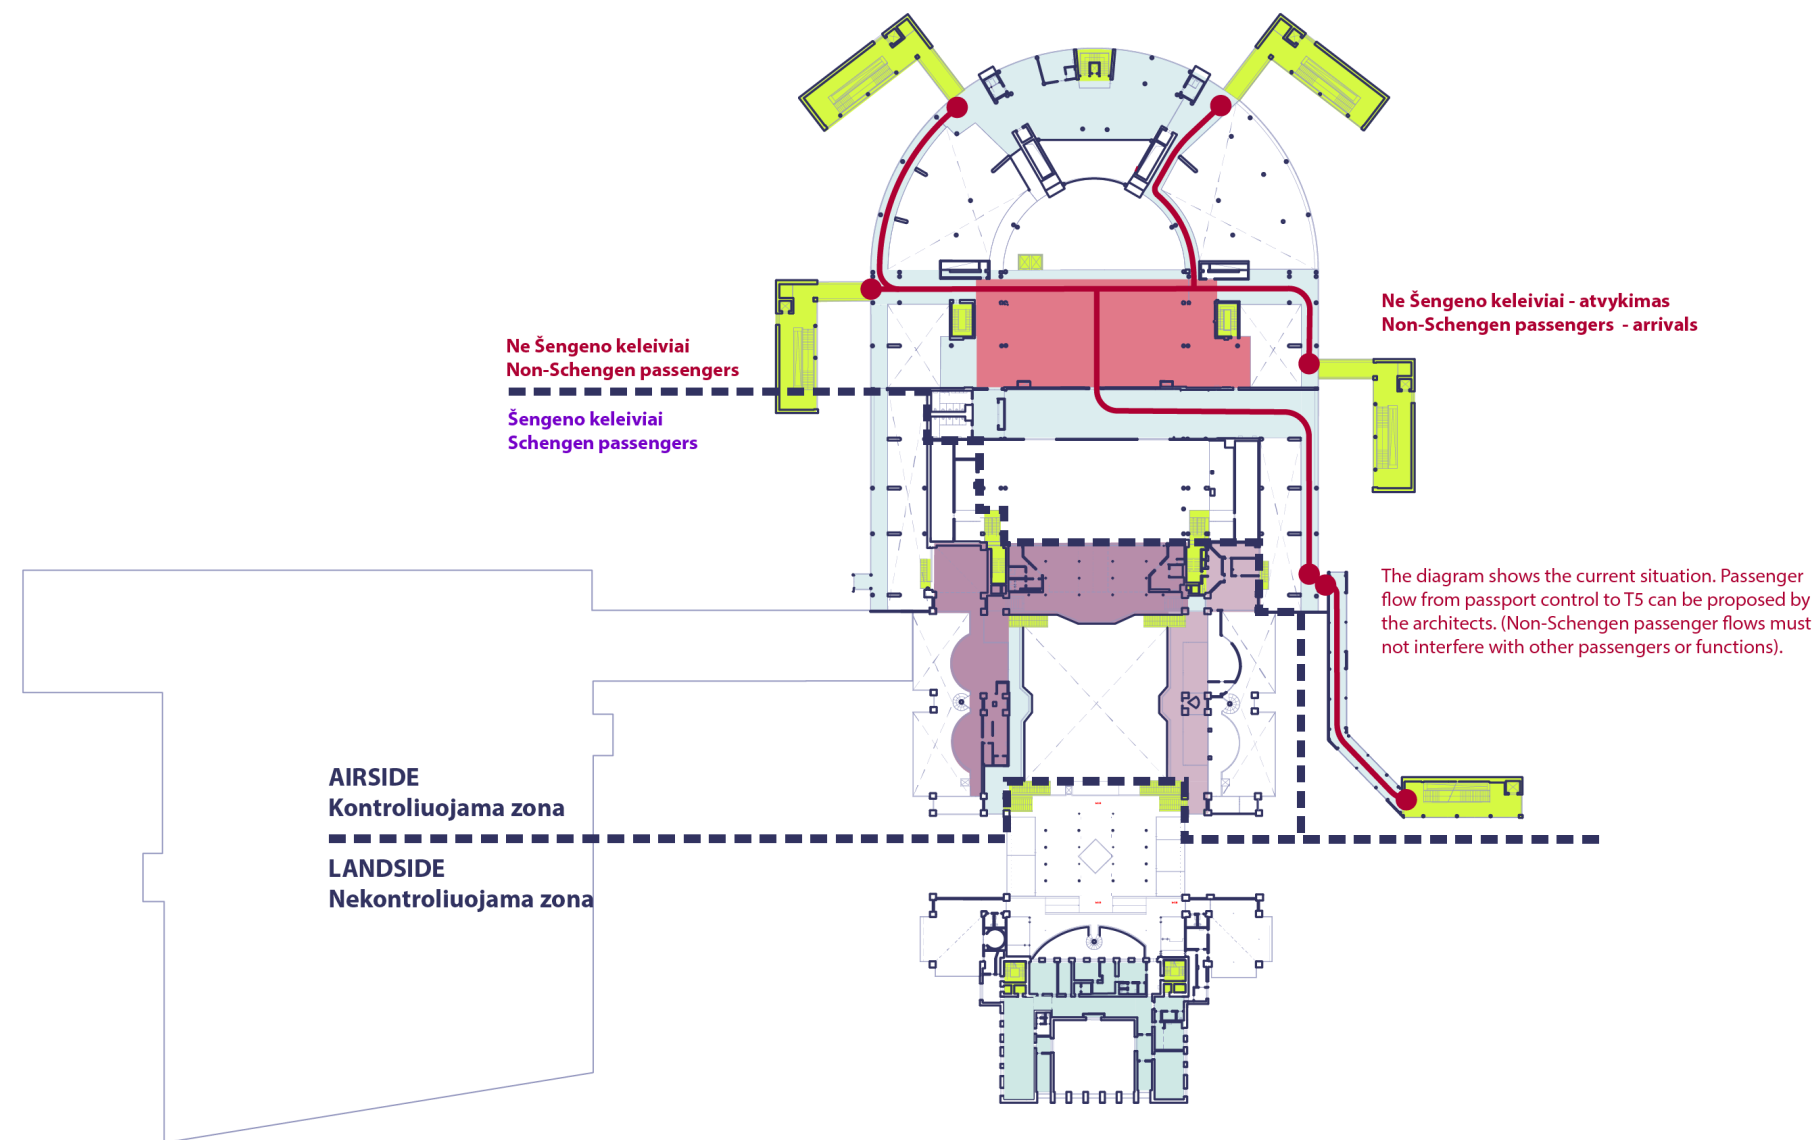 Ne Šengeno keleiviai - atvykimas
Non-Schengen passengers - arrivals
Ne Šengeno keleiviai
Non-Schengen passengers
Šengeno keleiviai
Schengen passengers
The diagram shows the current situation. Passenger
flow from passport control to T5 can be proposed by
the architects. (Non-Schengen passenger flows must
not interfere with other passengers or functions).
AIRSIDE
Kontroliuojama zona
LANDSIDE
Nekontroliuojama zona